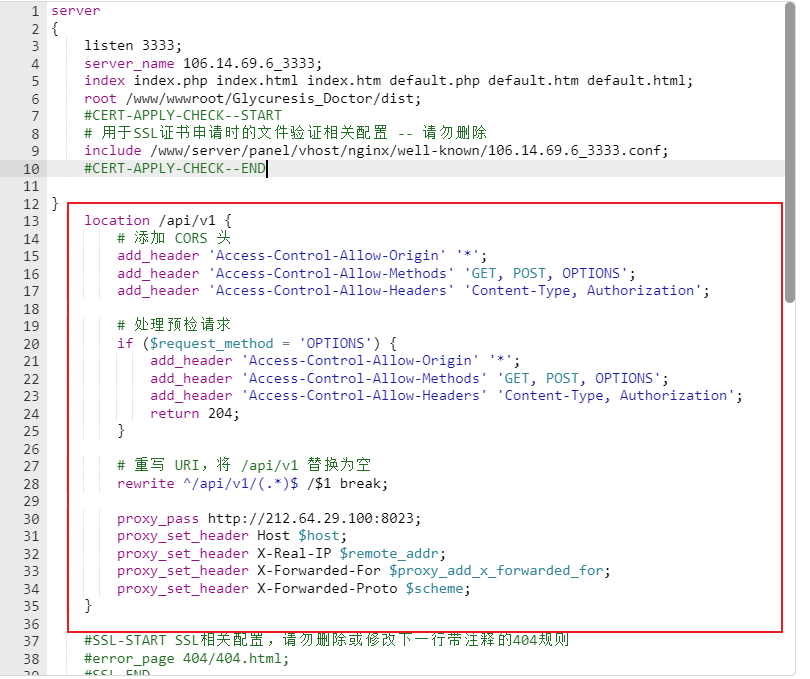 1 server
2 {
3 listen 3333;
4 server_name 106.14.69.6_3333;
5 index index.php index.html index.htm default.php default.htm default.html;
6 root /www/wwwroot/Glycuresis_Doctor/dist;
7 #CERT-APPLY-CHECK--START
8 # 用于SSL证书申请时的文件验证相关配置 -- 请勿删除
9 include /www/server/panel/vhost/nginx/well-known/106.14.69.6_3333.conf;
10 #CERT-APPLY-CHECK--END
11
12 }
13 location /api/v1 {
14 # 添加 CORS 头
15 add_header 'Access-Control-Allow-Origin' '*';
16 add_header 'Access-Control-Allow-Methods' 'GET, POST, OPTIONS';
17 add_header 'Access-Control-Allow-Headers' 'Content-Type, Authorization';
18
19 # 处理预检请求
20 if ($request_method = 'OPTIONS') {
21 add_header 'Access-Control-Allow-Origin' '*';
22 add_header 'Access-Control-Allow-Methods' 'GET, POST, OPTIONS';
23 add_header 'Access-Control-Allow-Headers' 'Content-Type, Authorization';
24 return 204;
25 }
26
27 # 重写 URI，将 /api/v1 替换为空
28 rewrite ^/api/v1/(.*)$ /$1 break;
29
30 proxy_pass http://212.64.29.100:8023;
31 proxy_set_header Host $host;
32 proxy_set_header X-Real-IP $remote_addr;
33 proxy_set_header X-Forwarded-For $proxy_add_x_forwarded_for;
34 proxy_set_header X-Forwarded-Proto $scheme;
35 }
36
37 #SSL-START SSL相关配置，请勿删除或修改下一行带注释的404规则
38 #error_page 404/404.html;
39 #SSL-END